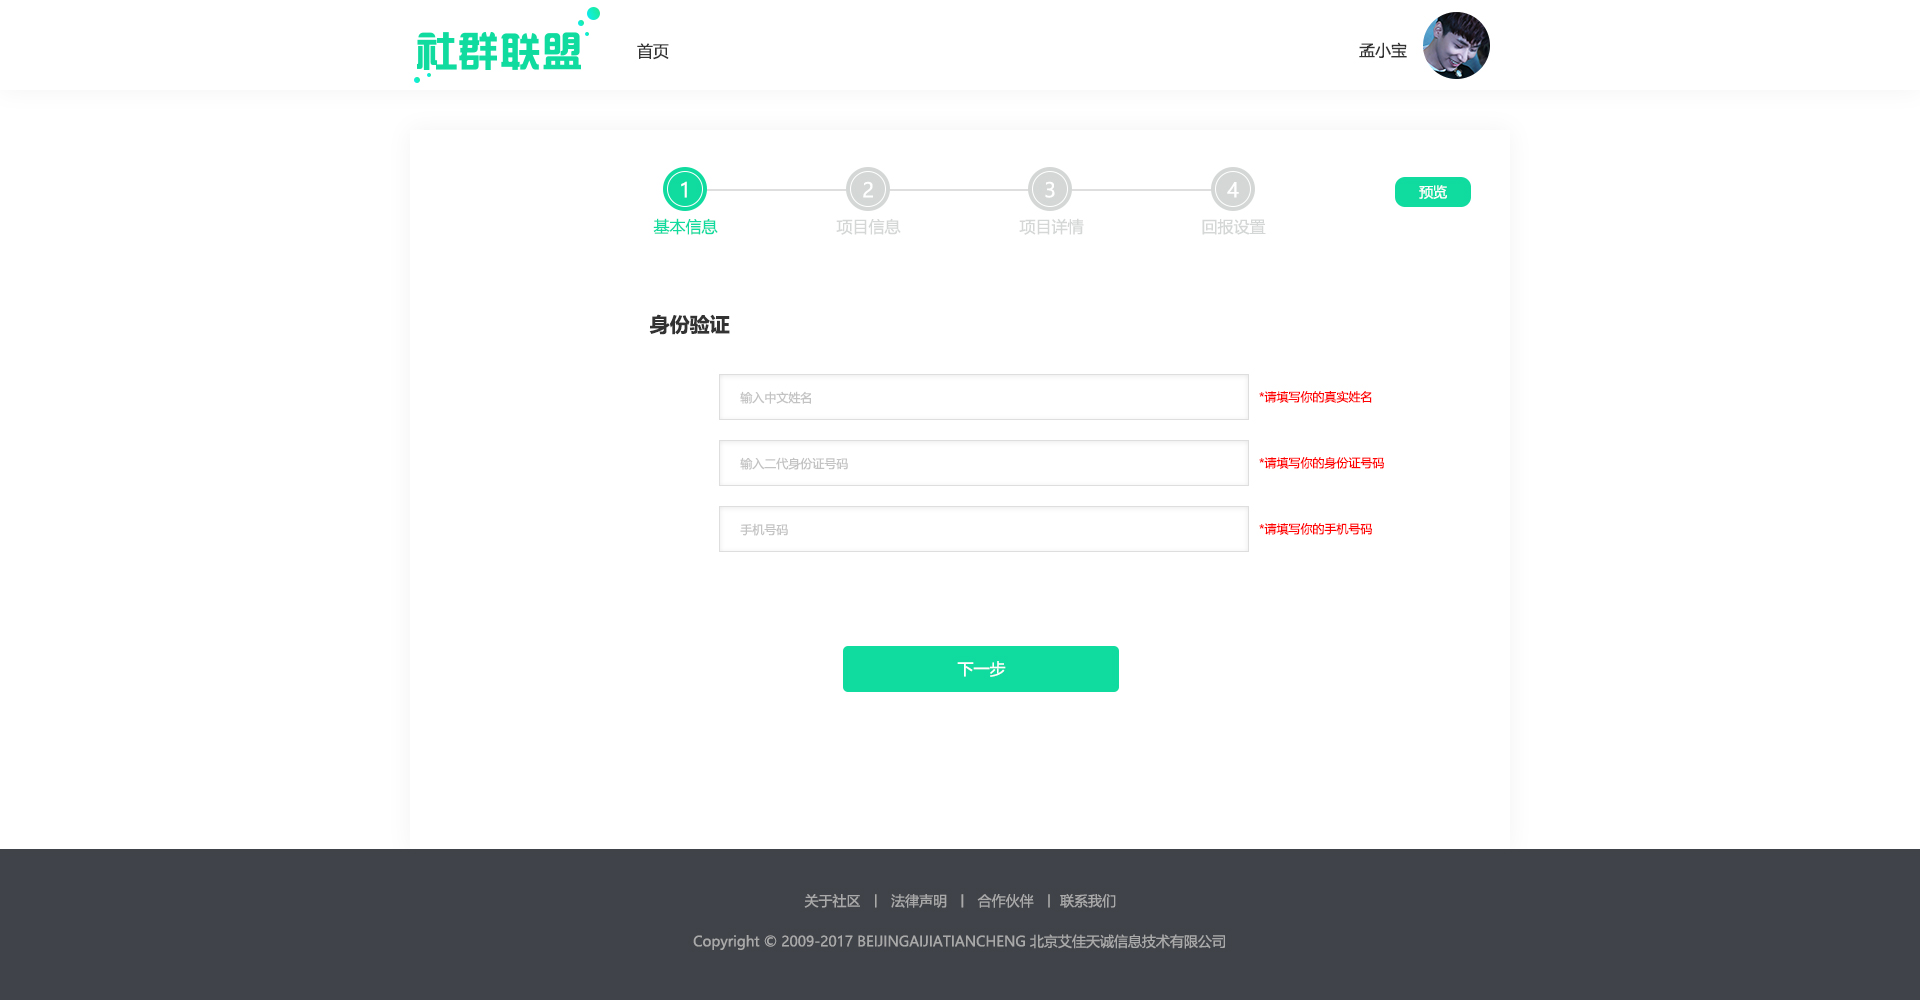 社群联盟
首页
孟小宝
1
2
3
4
预览
基本信息
项目信息
项目详情
回报设置
身份验证
输入中文姓名
*请填写你的真实姓名
输入二代身份证号码
*请填写你的身份证号码
手机号码
*请填写你的手机号码
下一步
关于社区 | 法律声明 | 合作伙伴 | 联系我们
Copyright © 2009-2017 BEIJINGAIJIATIANCHENG 北京艾佳天诚信息技术有限公司